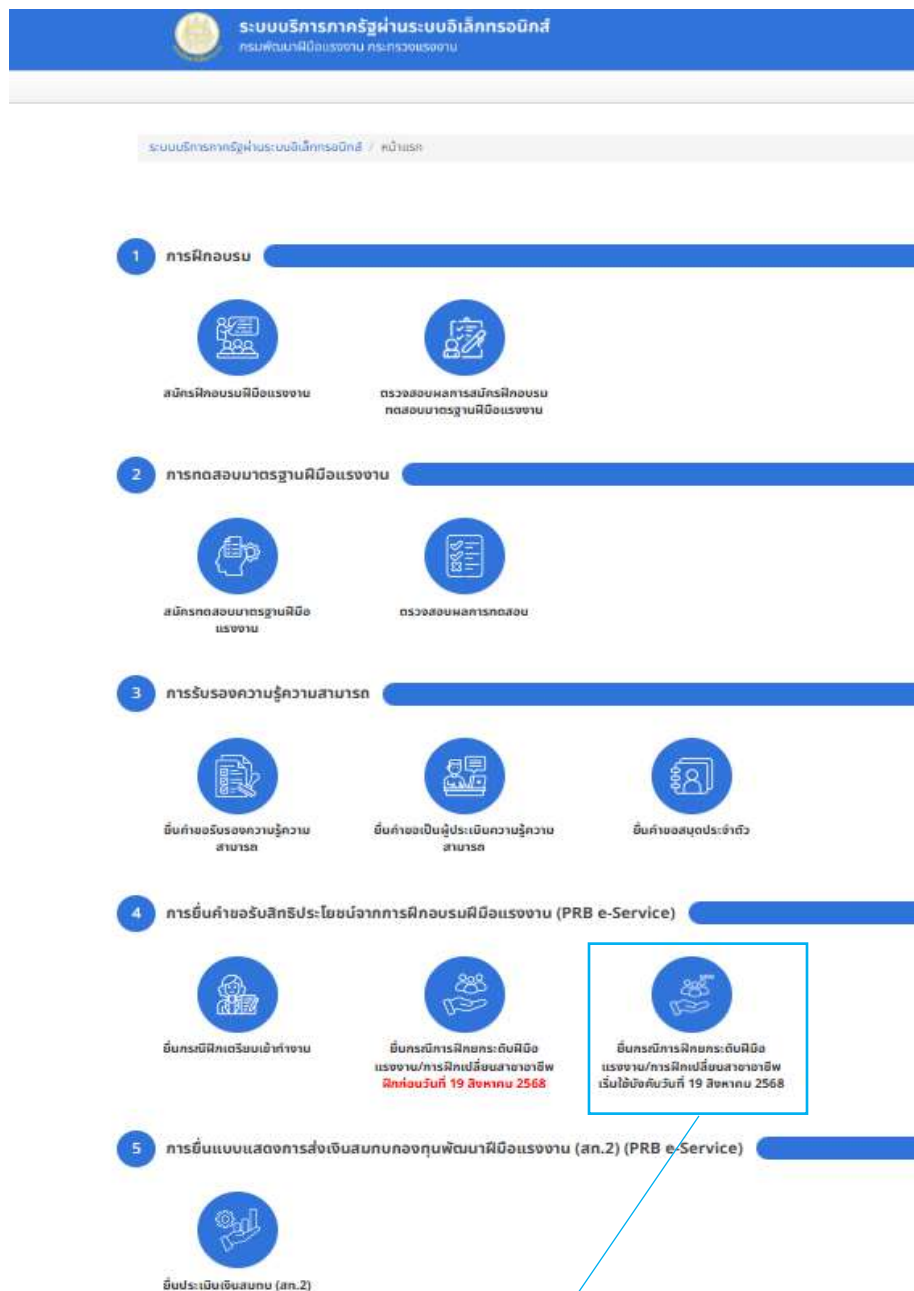 ระบบบริการภาครัฐผ่านระบบอิเล็กทรอนิกส์
กรมพัฒนาฝีมือแรงงาน กระทรวงแรงงาน
ระบบบริการภาครัฐผ่านระบบอิเล็กทรอนิกส์ / หน้าแรก
1 การฝึกอบรม
สมัครฝึกอบรมฝีมือแรงงาน
ตรวจสอบผลการสมัครฝึกอบรม
ทดสอบมาตรฐานฝีมือแรงงาน
2 การทดสอบมาตรฐานฝีมือแรงงาน
สมัครทดสอบมาตรฐานฝีมือ
แรงงาน
ตรวจสอบผลการทดสอบ
3 การรับรองความรู้ความสามารถ
ยื่นคำขอรับรองความรู้ความ
สามารถ
ยื่นคำขอเป็นผู้ประเมินความรู้ความ
สามารถ
ยื่นคำขอสมุดประจำตัว
4 การยื่นคำขอรับสิทธิประโยชน์จากการฝึกอบรมฝีมือแรงงาน (PRB e-Service)
ยื่นกรณีฝึกเตรียมเข้าทำงาน
ยื่นกรณีการฝึกยกระดับฝีมือ
แรงงาน/การฝึกเปลี่ยนสาขาอาชีพ
ฝึกก่อนวันที่ 19 สิงหาคม 2568
ยื่นกรณีการฝึกยกระดับฝีมือ
แรงงาน/การฝึกเปลี่ยนสาขาอาชีพ
เริ่มใช้บังคับวันที่ 19 สิงหาคม 2568
5 การยื่นแบบแสดงการส่งเงินสมทบกองทุนพัฒนาฝีมือแรงงาน (สท.2) (PRB e-Service)
ยื่นประเมินเงินสมทบ (สท.2)